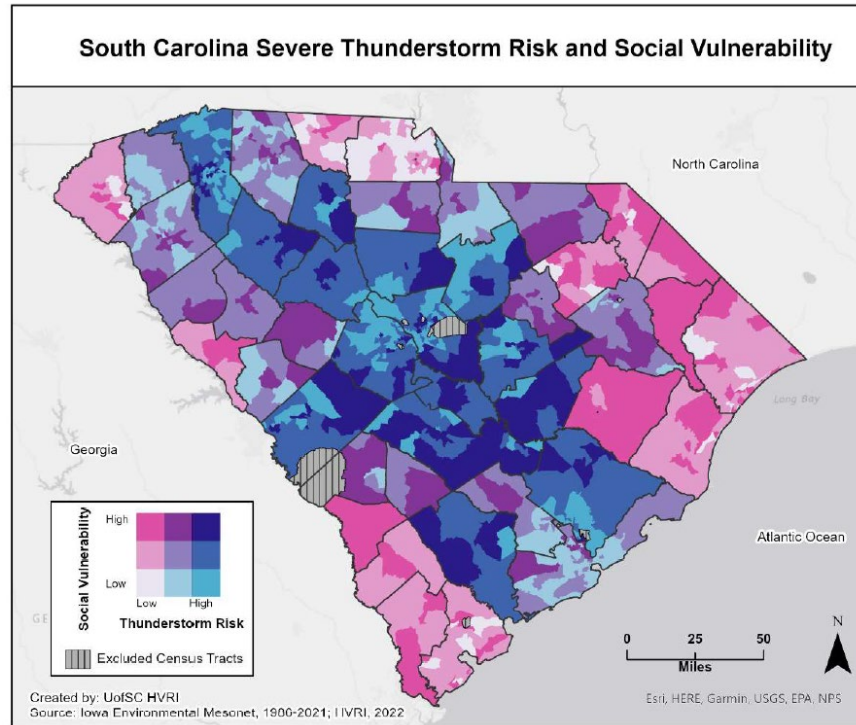 South Carolina Severe Thunderstorm Risk and Social Vulnerability
North Carolina
Long Bay
Georgia
Atlantic Ocean
High
Social Vulnerability
Low
Low
High
Thunderstorm Risk
Excluded Census Tracts
N
0 25 50
Miles
Created by: UofSC HVRI
Source: Iowa Environmental Mesonet, 1986-2021; HVRI, 2022
Esri, HERE, Garmin, USGS, EPA, NPS